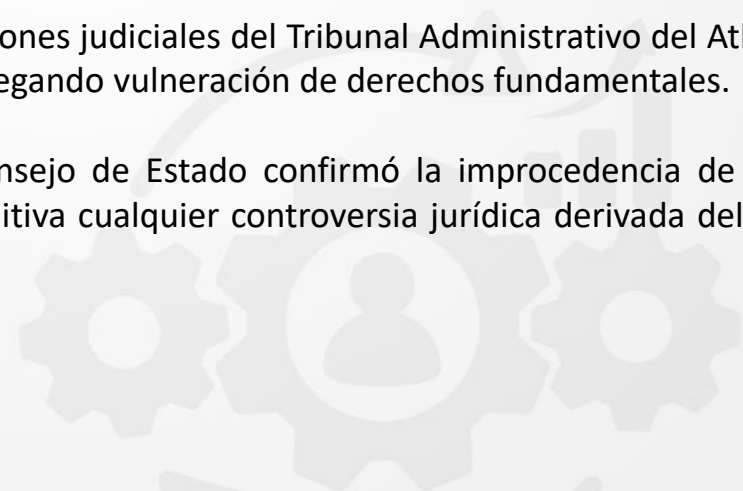 ones judiciales del Tribunal Administrativo del Atl
egando vulneración de derechos fundamentales.
nsejo de Estado confirmó la improcedencia de
itiva cualquier controversia jurídica derivada del